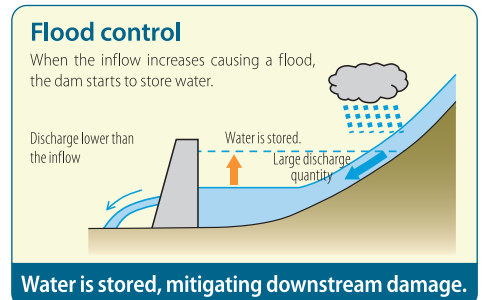 Flood control
When the inflow increases causing a flood,
the dam starts to store water.
Discharge lower than
the inflow
Water is stored.
Large discharge
quantity
Water is stored, mitigating downstream damage.